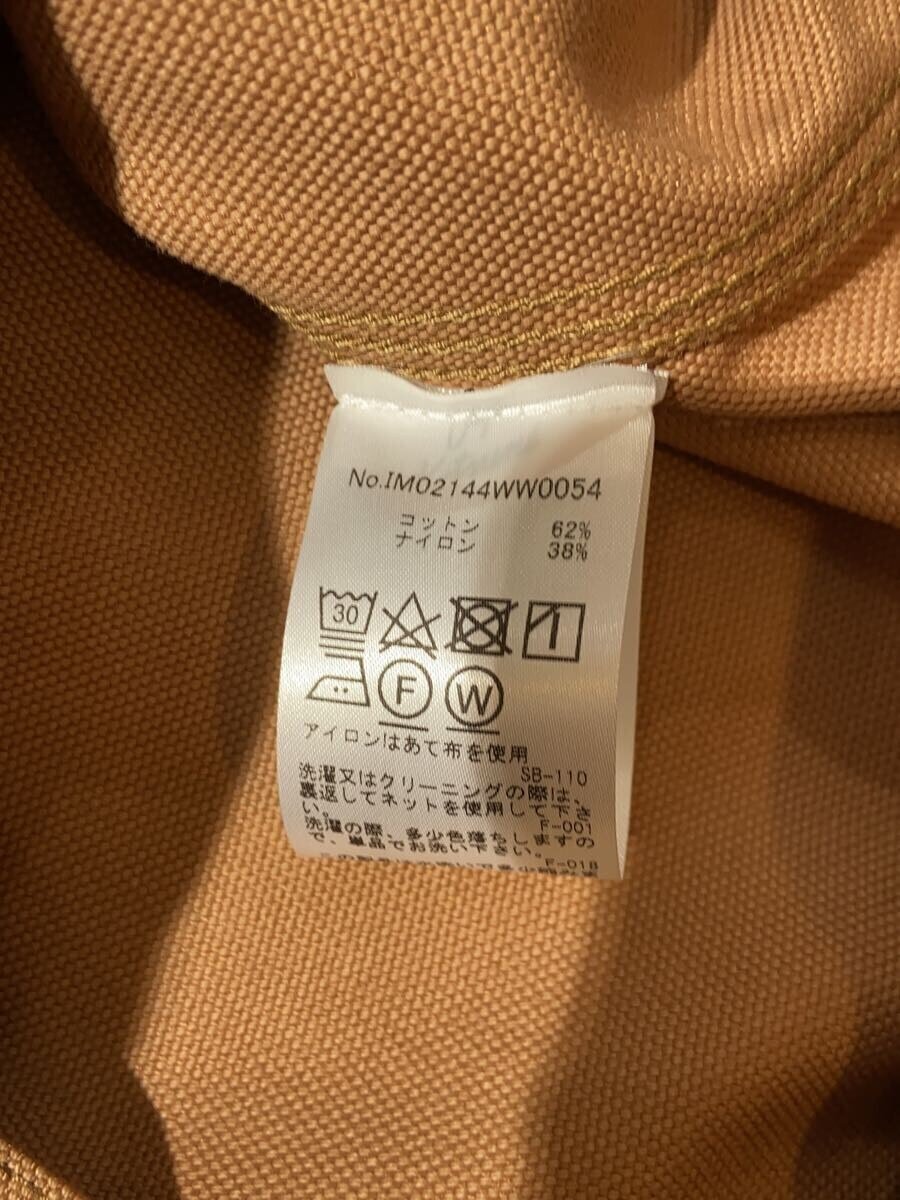 No.IM02144WW0054
コットン 62%
ナイロン 38%
30
F W
アイロンはあて布を使用
SB-110
洗濯又はクリーニングの際は、
裏返してネットを使用して下さ
い。
F-001
洗濯の際、多少色落ちしますの
で、単品でお洗い下さい。
F-018